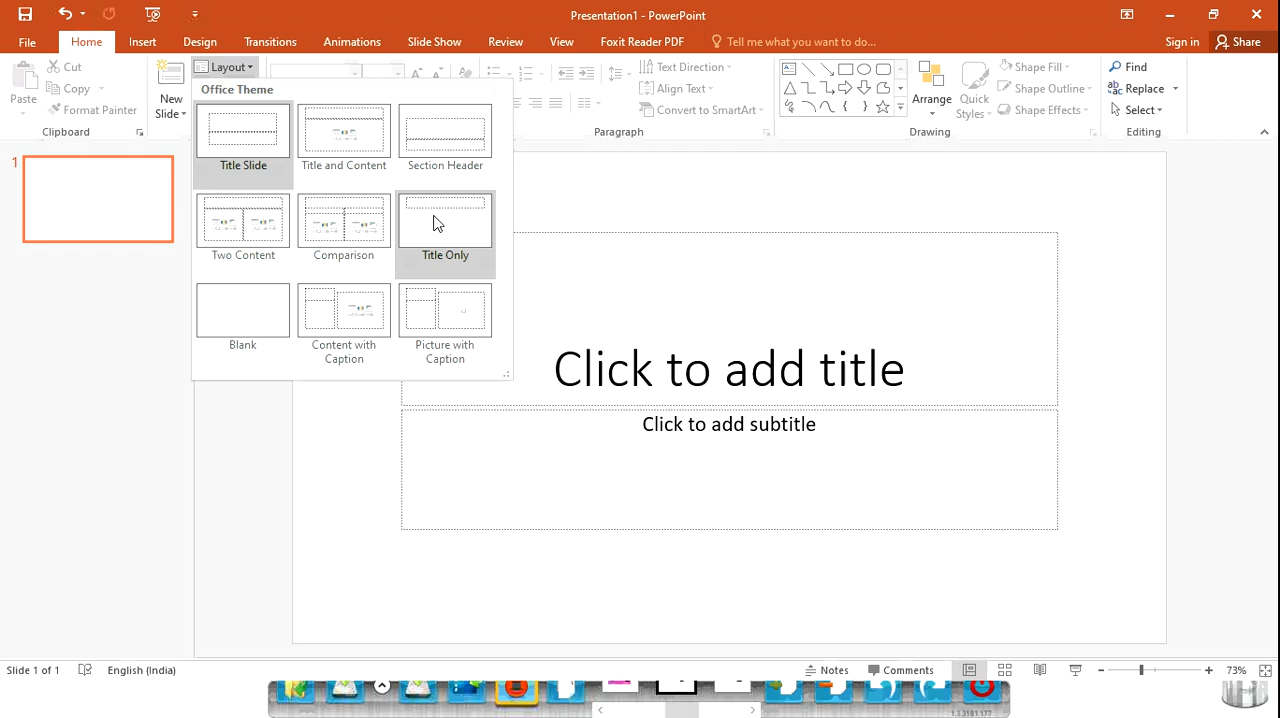 Presentation1 - PowerPoint
File Home Insert Design Transitions Animations Slide Show Review View Foxit Reader PDF Tell me what you want to do... Sign in Share
Paste
Cut
Copy
Format Painter
Clipboard
New
Slide
Layout
Text Direction
Align Text
Convert to SmartArt
Paragraph
Arrange
Quick
Styles
Shape Fill
Shape Outline
Shape Effects
Drawing
Find
Replace
Select
Editing
Office Theme
Title Slide Title and Content Section Header
Two Content Comparison Title Only
Blank Content with Picture with
Caption Caption
1
Click to add title
Click to add subtitle
Slide 1 of 1 English (India) Notes Comments 73%